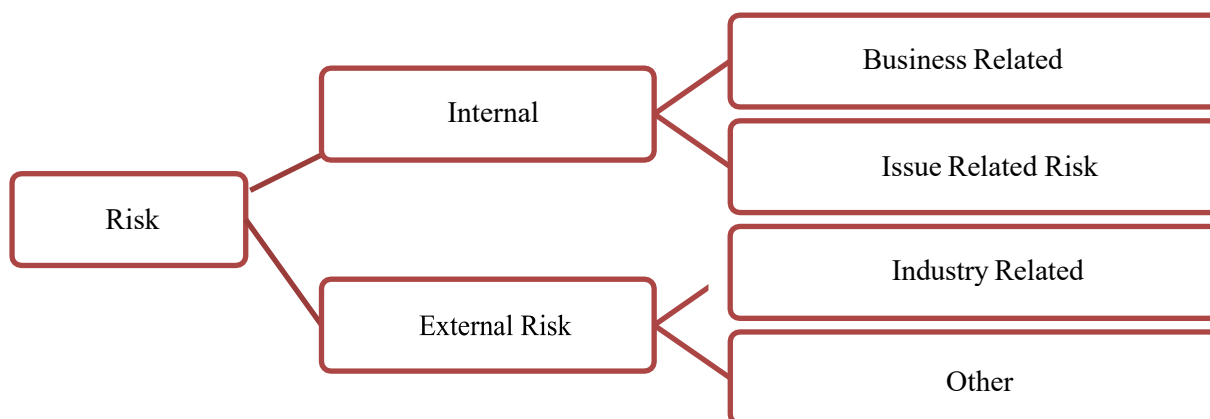 Business Related
Internal
Issue Related Risk
Risk
Industry Related
External Risk
Other